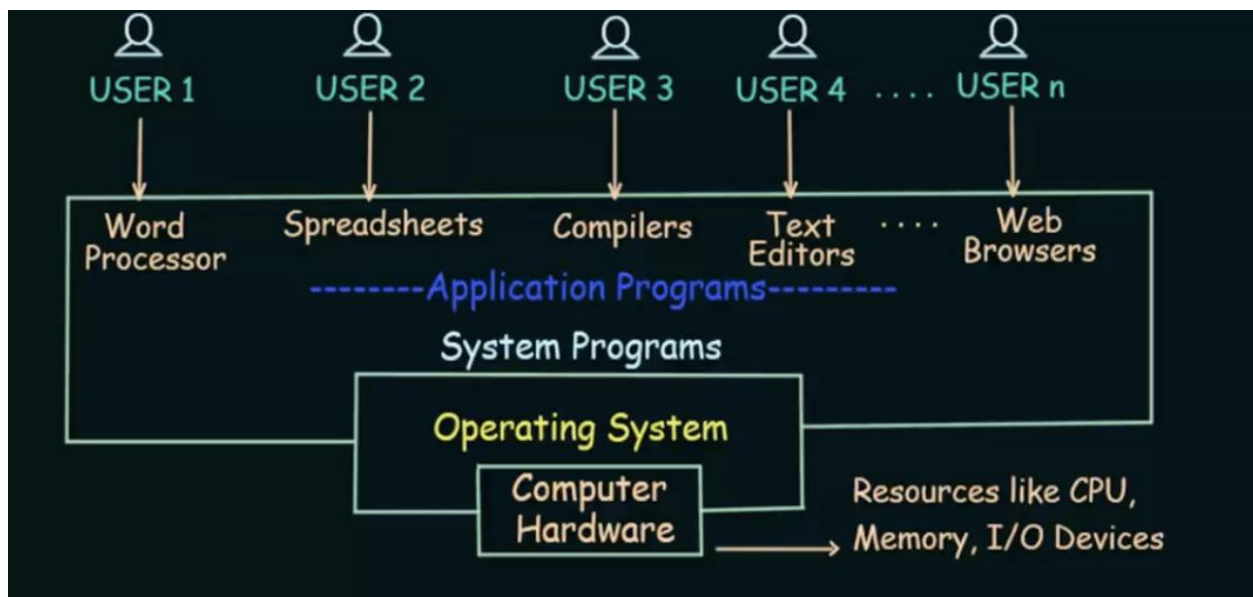 USER 1 USER 2 USER 3 USER 4 .... USER n
Word Processor
Spreadsheets
Compilers
Text Editors
....
Web Browsers
--------Application Programs---------
System Programs
Operating System
Computer Hardware
Resources like CPU,
Memory, I/O Devices